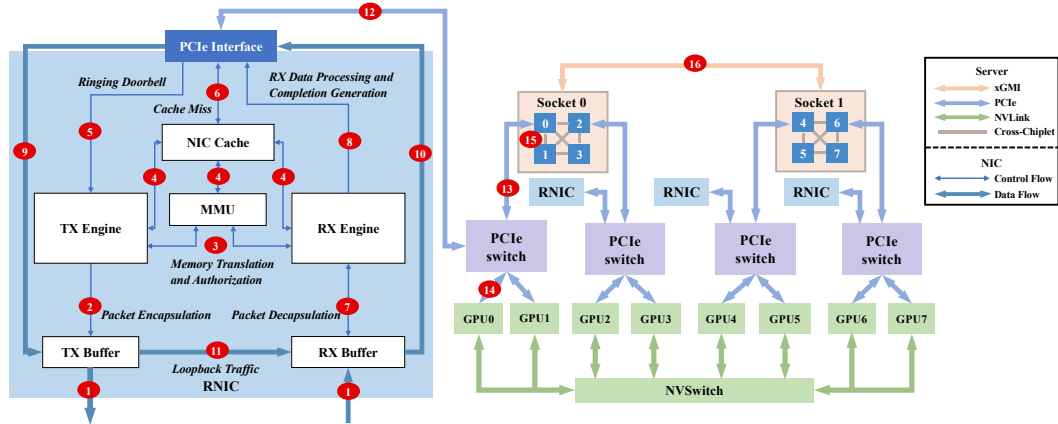 12
PCIe Interface
Ringing Doorbell
RX Data Processing and
Completion Generation
6
Cache Miss
5
9
8
10
NIC Cache
4
4
4
MMU
TX Engine
RX Engine
3
Memory Translation
and Authorization
2
7
Packet Encapsulation
Packet Decapsulation
TX Buffer
11
RX Buffer
Loopback Traffic
RNIC
1
1
16
Socket 0
0
2
15
1
3
Socket 1
4
6
5
7
13
RNIC
RNIC
RNIC
PCIe
switch
PCIe
switch
PCIe
switch
PCIe
switch
14
GPU0
GPU1
GPU2
GPU3
GPU4
GPU5
GPU6
GPU7
NVSwitch
Server
xGMI
PCIe
NVLink
Cross-Chiplet
NIC
Control Flow
Data Flow